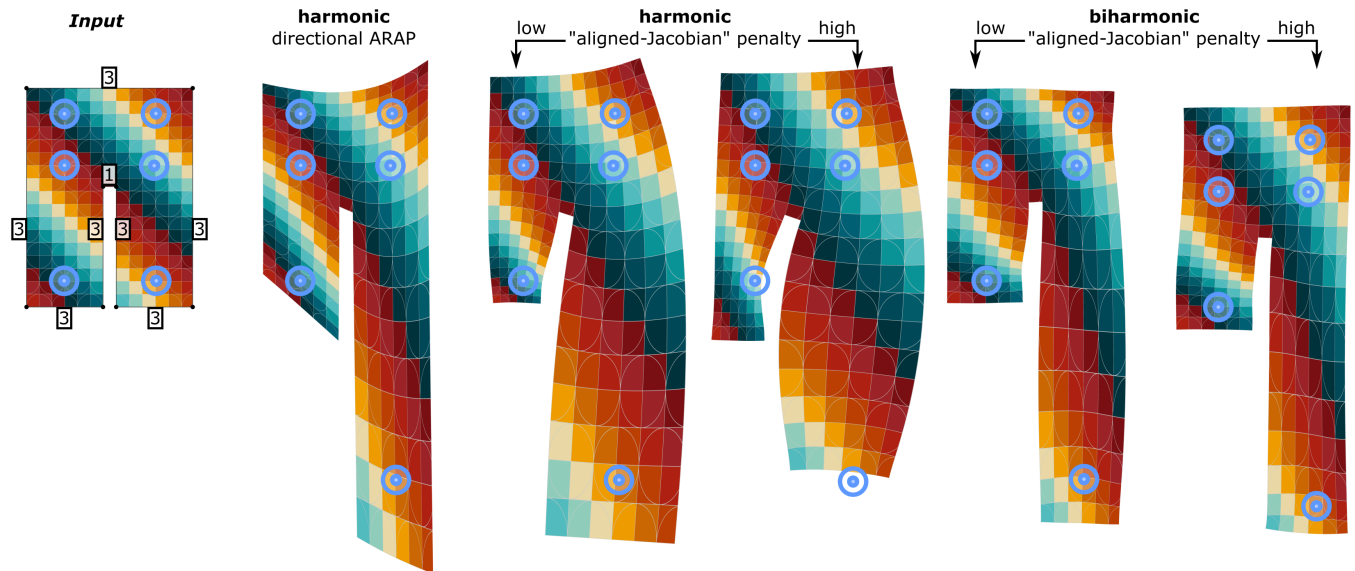 Input
harmonic
directional ARAP
harmonic
low "aligned-Jacobian" penalty high
biharmonic
low "aligned-Jacobian" penalty high
3
1
3 3 3 3
3 3